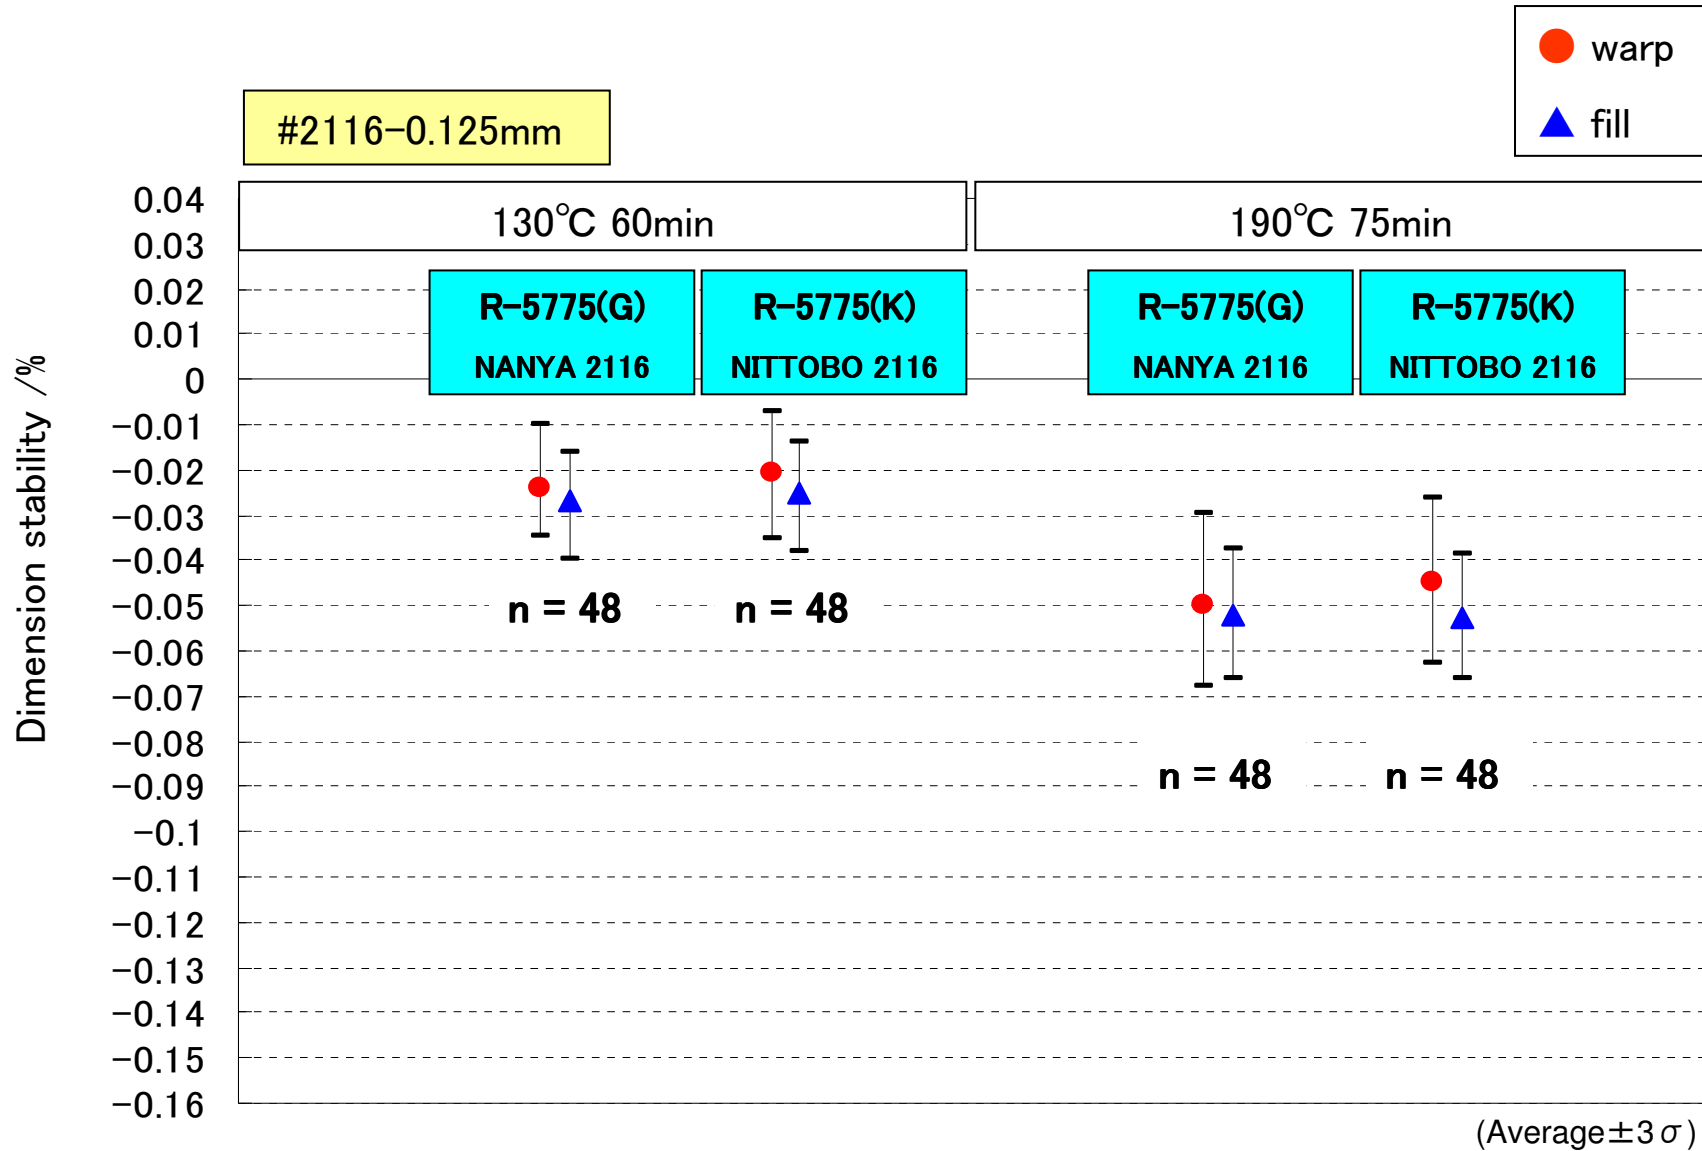 warp
fill
#2116-0.125mm
130℃ 60min
190℃ 75min
R-5775(G)
NANYA 2116
R-5775(K)
NITTOBO 2116
R-5775(G)
NANYA 2116
R-5775(K)
NITTOBO 2116
Dimension stability /%
0.04
0.03
0.02
0.01
0
-0.01
-0.02
-0.03
-0.04
-0.05
-0.06
-0.07
-0.08
-0.09
-0.1
-0.11
-0.12
-0.13
-0.14
-0.15
-0.16
n = 48
n = 48
n = 48
n = 48
(Average±3σ)